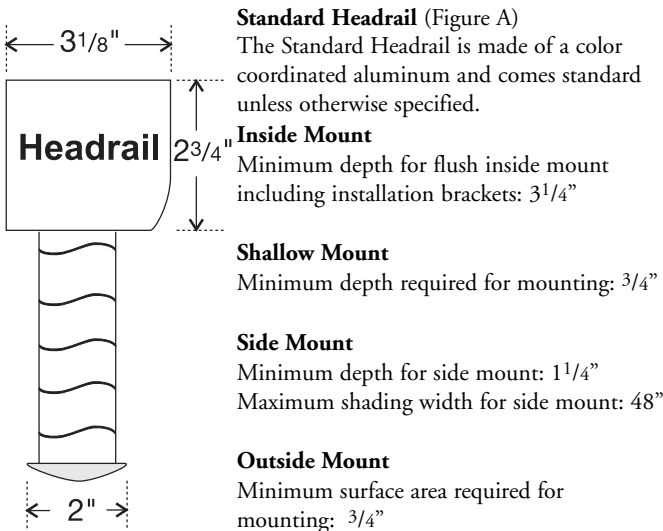 3 1/8"
Headrail
2 3/4"
2"
Standard Headrail (Figure A)
The Standard Headrail is made of a color
coordinated aluminum and comes standard
unless otherwise specified.
Inside Mount
Minimum depth for flush inside mount
including installation brackets: 3 1/4”
Shallow Mount
Minimum depth required for mounting: 3/4”
Side Mount
Minimum depth for side mount: 1 1/4”
Maximum shading width for side mount: 48”
Outside Mount
Minimum surface area required for
mounting: 3/4”